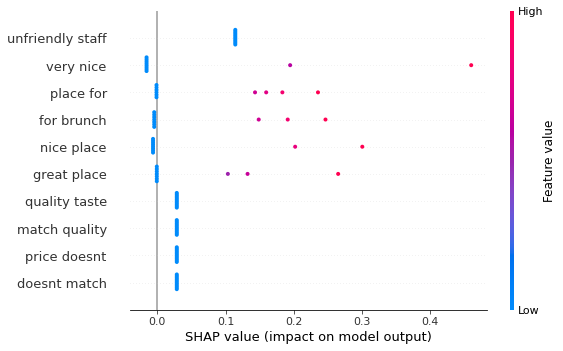 High
unfriendly staff
very nice
place for
for brunch
nice place
great place
quality taste
match quality
price doesnt
doesnt match
Low
Feature value
0.0 0.1 0.2 0.3 0.4
SHAP value (impact on model output)